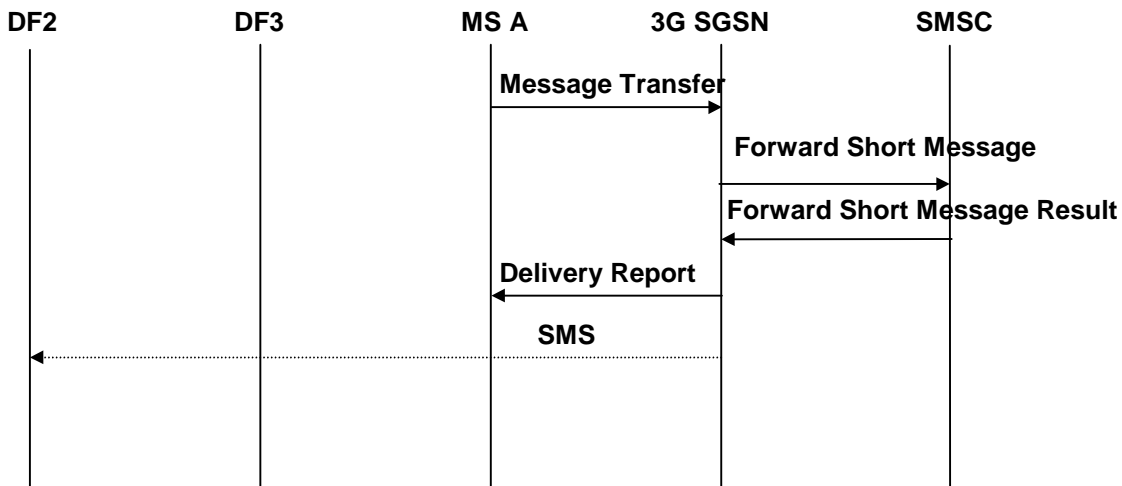 DF2 DF3 MS A 3G SGSN SMSC
Message Transfer
Forward Short Message
Forward Short Message Result
Delivery Report
SMS